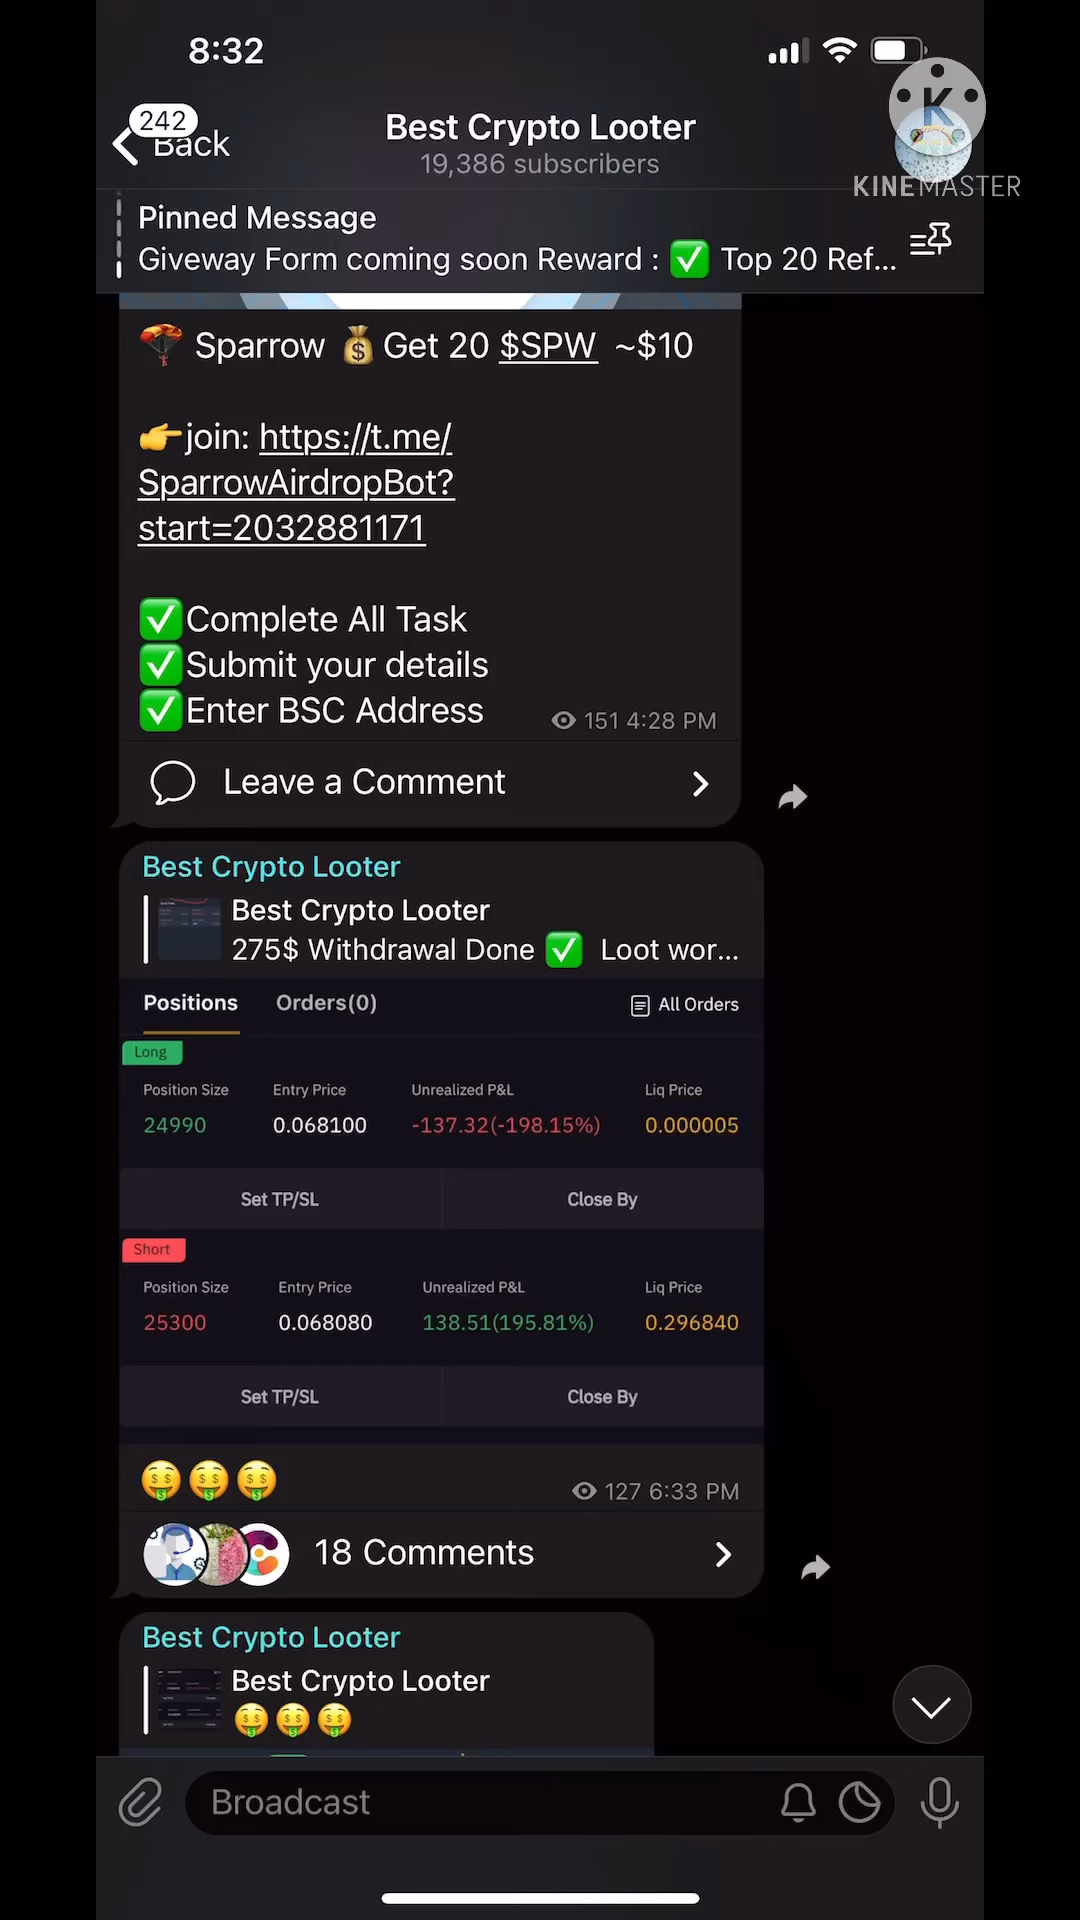 8:32
242
Back
Best Crypto Looter
19,386 subscribers
KINEMASTER
Pinned Message
Giveway Form coming soon Reward : ✅ Top 20 Ref...
🪂 Sparrow 💰 Get 20 $SPW ~$10
👉join: https://t.me/
SparrowAirdropBot?
start=2032881171
✅Complete All Task
✅Submit your details
✅Enter BSC Address
151 4:28 PM
Leave a Comment
Best Crypto Looter
Best Crypto Looter
275$ Withdrawal Done ✅ Loot wor...
Positions Orders(0) All Orders
Long
Position Size Entry Price Unrealized P&L Liq Price
24990 0.068100 -137.32(-198.15%) 0.000005
Set TP/SL Close By
Short
Position Size Entry Price Unrealized P&L Liq Price
25300 0.068080 138.51(195.81%) 0.296840
Set TP/SL Close By
🤑🤑🤑
127 6:33 PM
18 Comments
Best Crypto Looter
Best Crypto Looter
🤑🤑🤑
Broadcast